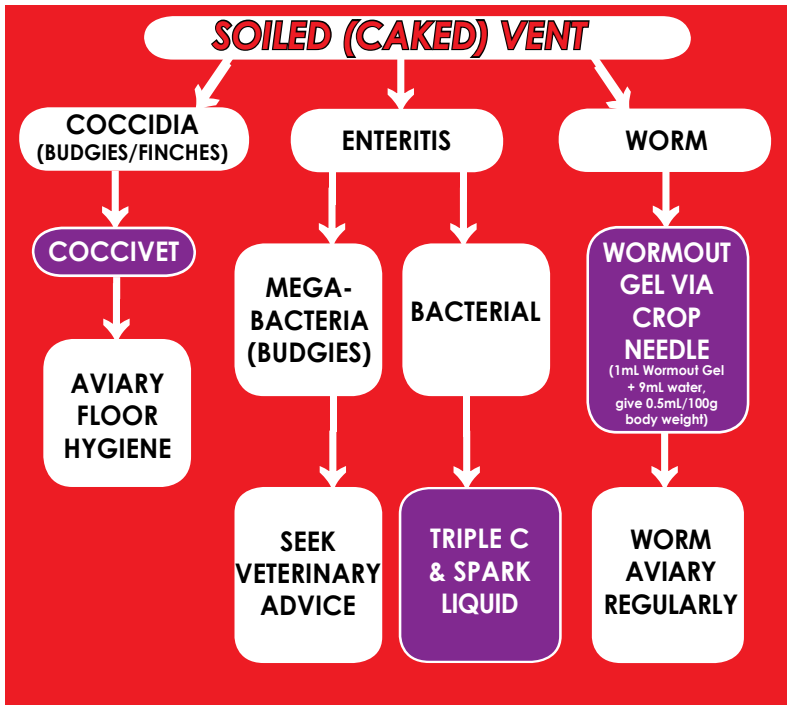 SOILED (CAKED) VENT
COCCIDIA
(BUDGIES/FINCHES)
ENTERITIS
WORM
COCCIVET
AVIARY
FLOOR
HYGIENE
MEGA-
BACTERIA
(BUDGIES)
BACTERIAL
WORMOUT
GEL VIA
CROP
NEEDLE
(1mL Wormout Gel
+ 9mL water,
give 0.5mL/100g
body weight)
SEEK
VETERINARY
ADVICE
TRIPLE C
& SPARK
LIQUID
WORM
AVIARY
REGULARLY